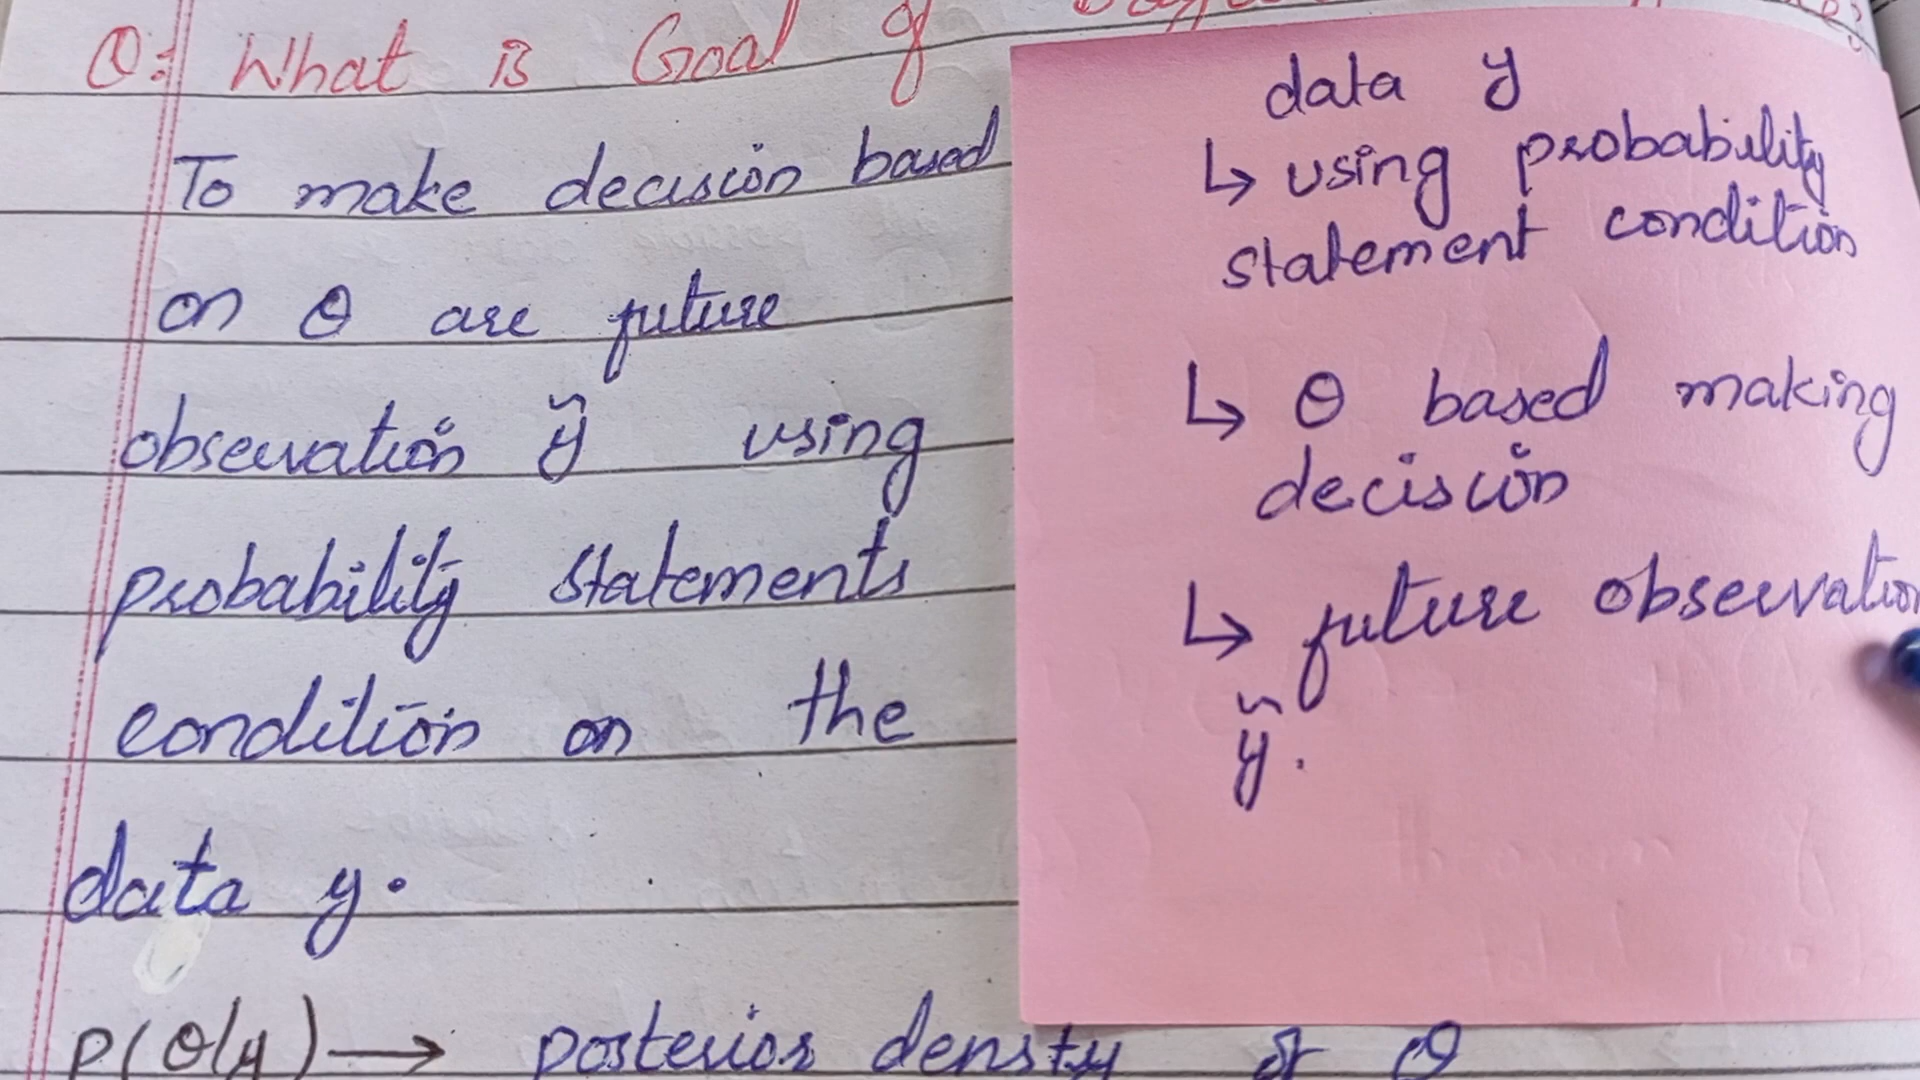 Q: What is Goal of
To make decision based
on θ are future
observation ỹ using
probability statements
condition on the
data y.
p(θ|y) → posterior density of θ
data y
↳ using probability
statement condition
↳ θ based making
decision
↳ future observation
ỹ.